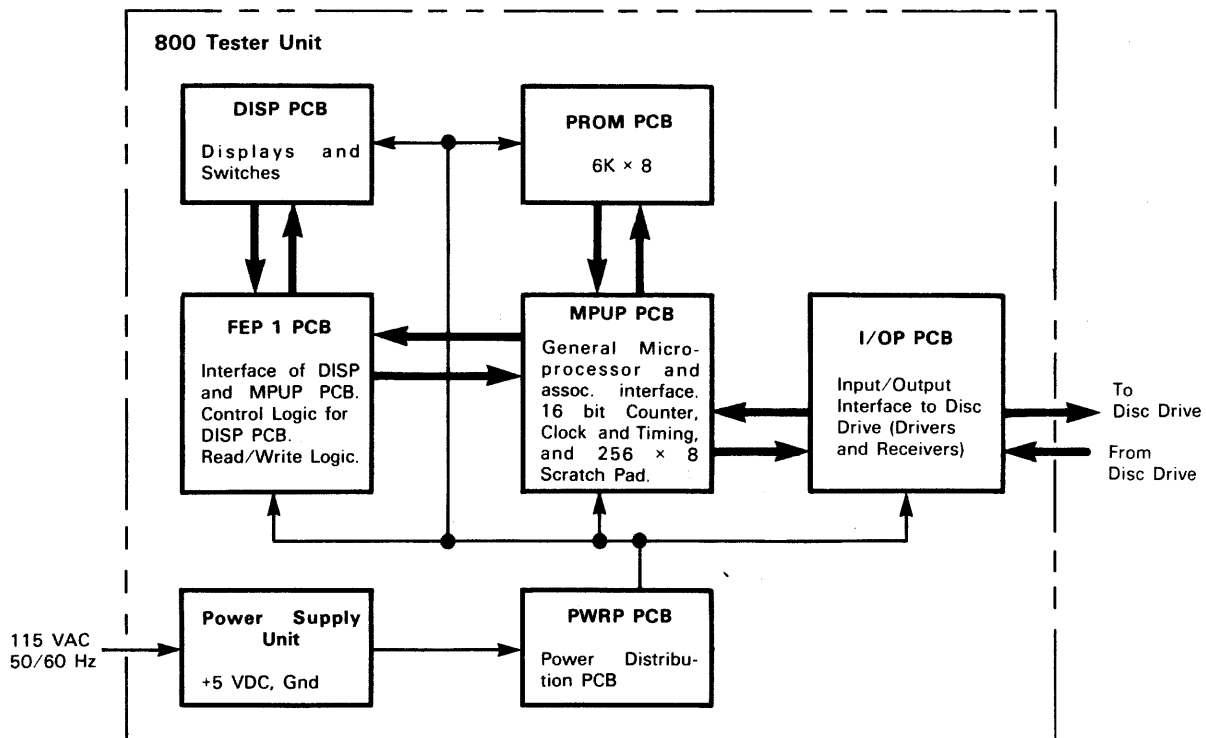 800 Tester Unit
DISP PCB
Displays and
Switches
PROM PCB
6K × 8
FEP 1 PCB
Interface of DISP
and MPUP PCB.
Control Logic for
DISP PCB.
Read/Write Logic.
MPUP PCB
General Micro-
processor and
assoc. interface.
16 bit Counter,
Clock and Timing,
and 256 × 8
Scratch Pad.
I/OP PCB
Input/Output
Interface to Disc
Drive (Drivers
and Receivers)
To
Disc Drive
From
Disc Drive
115 VAC
50/60 Hz
Power Supply
Unit
+5 VDC, Gnd
PWRP PCB
Power Distribu-
tion PCB